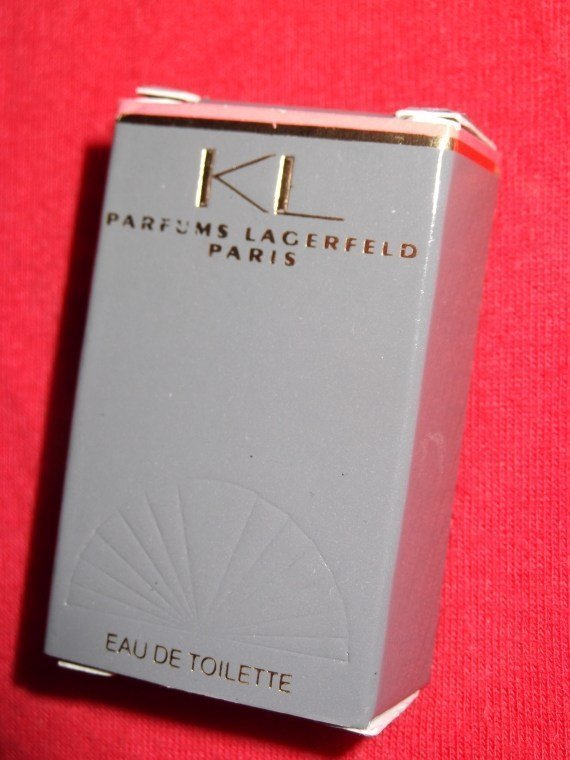 KL
PARFUMS LAGERFELD
PARIS
EAU DE TOILETTE